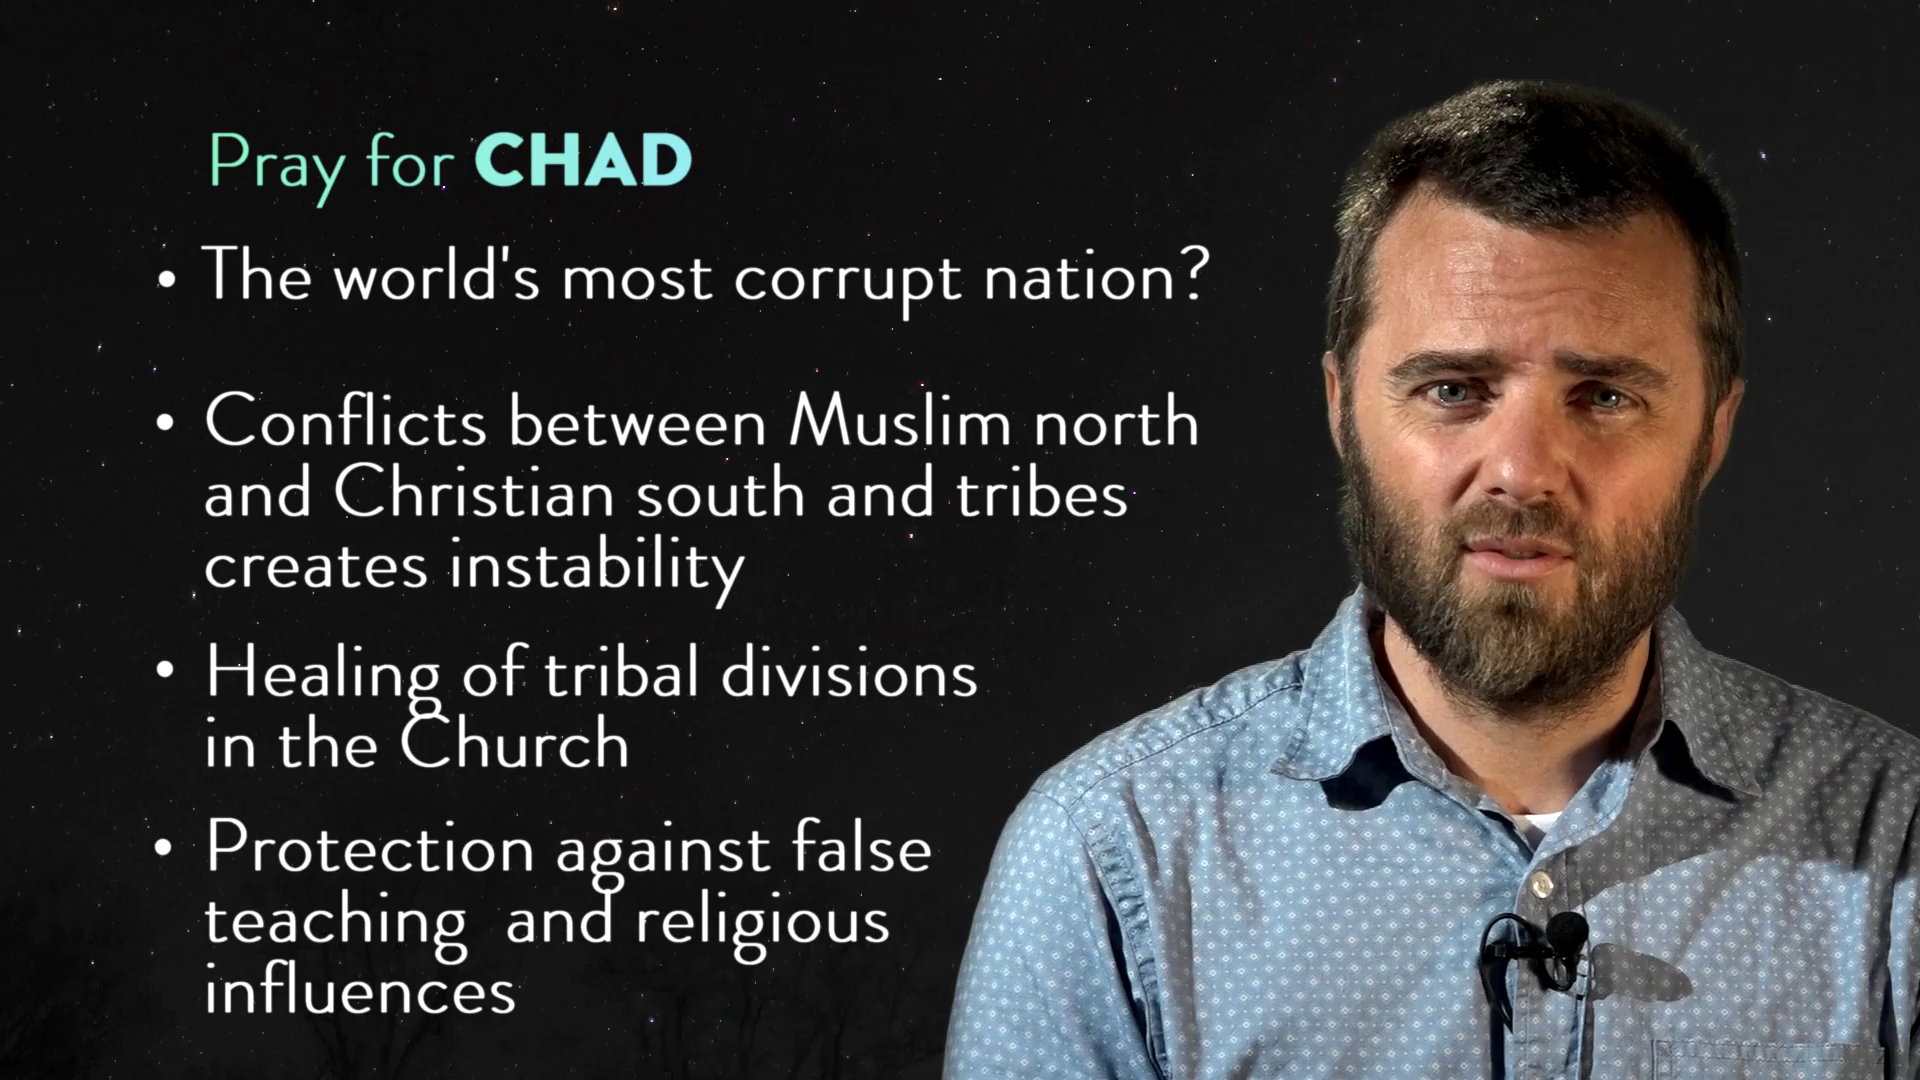 Pray for CHAD
• The world's most corrupt nation?
• Conflicts between Muslim north
and Christian south and tribes
creates instability
• Healing of tribal divisions
in the Church
• Protection against false
teaching  and religious
influences